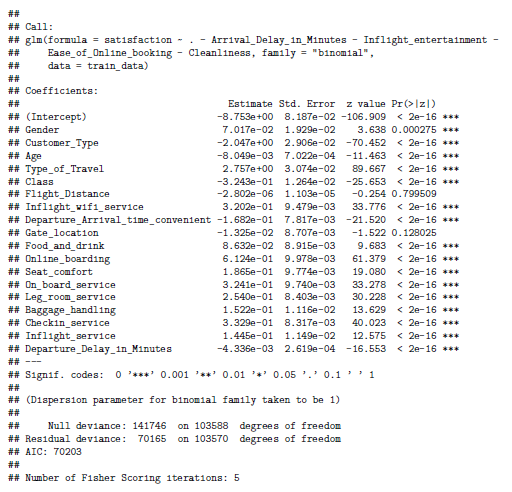 ##
## Call:
## glm(formula = satisfaction ~ . - Arrival_Delay_in_Minutes - Inflight_entertainment -
##     Ease_of_Online_booking - Cleanliness, family = "binomial",
##     data = train_data)
##
## Coefficients:
##                                     Estimate Std. Error  z value Pr(>|z|)
## (Intercept)                       -8.753e+00  8.187e-02 -106.909  < 2e-16 ***
## Gender                             7.017e-02  1.929e-02    3.638 0.000275 ***
## Customer_Type                     -2.047e+00  2.906e-02  -70.452  < 2e-16 ***
## Age                               -8.049e-03  7.022e-04  -11.463  < 2e-16 ***
## Type_of_Travel                     2.757e+00  3.074e-02   89.667  < 2e-16 ***
## Class                             -3.243e-01  1.264e-02  -25.653  < 2e-16 ***
## Flight_Distance                   -2.802e-06  1.103e-05   -0.254 0.799509
## Inflight_wifi_service              3.202e-01  9.479e-03   33.776  < 2e-16 ***
## Departure_Arrival_time_convenient -1.682e-01  7.817e-03  -21.520  < 2e-16 ***
## Gate_location                     -1.325e-02  8.707e-03   -1.522 0.128025
## Food_and_drink                     8.632e-02  8.915e-03    9.683  < 2e-16 ***
## Online_boarding                    6.124e-01  9.978e-03   61.379  < 2e-16 ***
## Seat_comfort                       1.865e-01  9.774e-03   19.080  < 2e-16 ***
## On_board_service                   3.241e-01  9.740e-03   33.278  < 2e-16 ***
## Leg_room_service                   2.540e-01  8.403e-03   30.228  < 2e-16 ***
## Baggage_handling                   1.522e-01  1.116e-02   13.629  < 2e-16 ***
## Checkin_service                    3.329e-01  8.317e-03   40.023  < 2e-16 ***
## Inflight_service                   1.445e-01  1.149e-02   12.575  < 2e-16 ***
## Departure_Delay_in_Minutes        -4.336e-03  2.619e-04  -16.553  < 2e-16 ***
## ---
## Signif. codes:  0 '***' 0.001 '**' 0.01 '*' 0.05 '.' 0.1 ' ' 1
##
## (Dispersion parameter for binomial family taken to be 1)
##
##     Null deviance: 141746  on 103588  degrees of freedom
## Residual deviance:  70165  on 103570  degrees of freedom
## AIC: 70203
##
## Number of Fisher Scoring iterations: 5